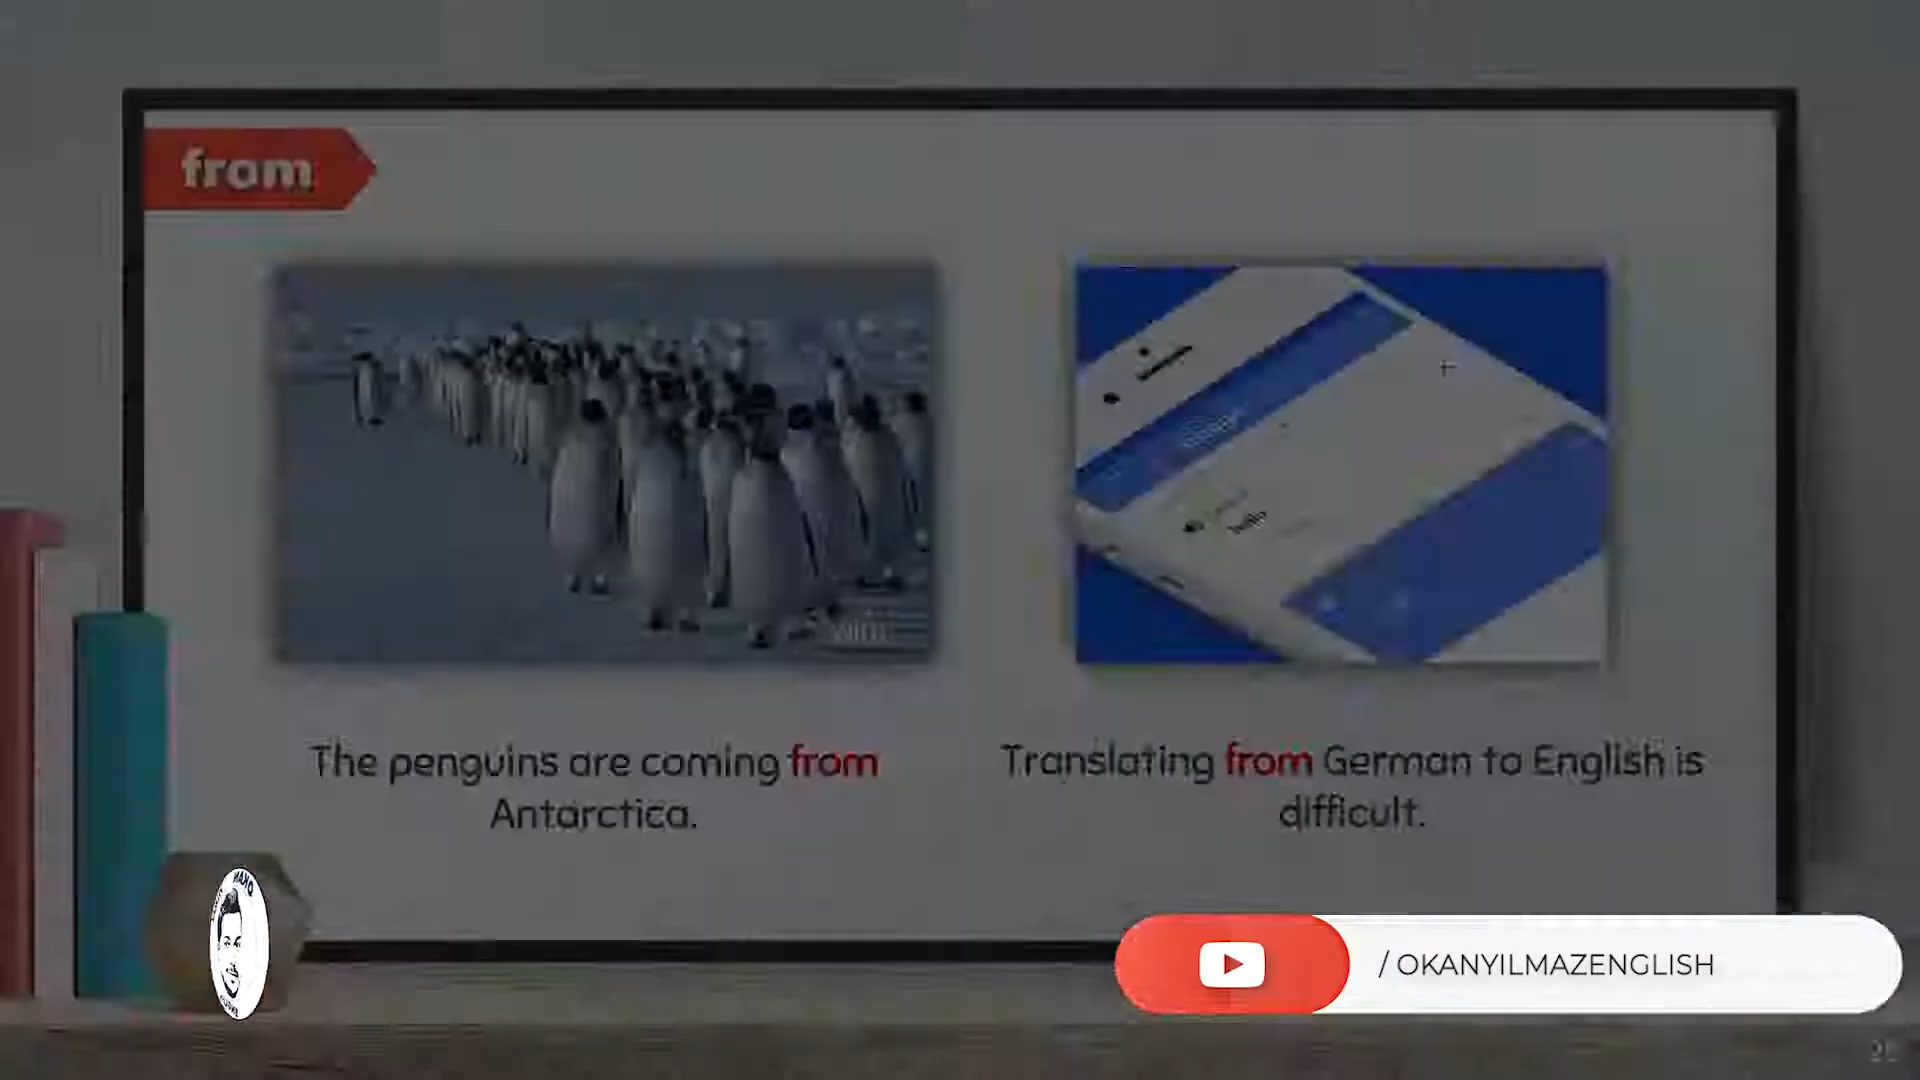 from
The penguins are coming from
Antarctica.
Translating from German to English is
difficult.
/ OKANYILMAZENGLISH